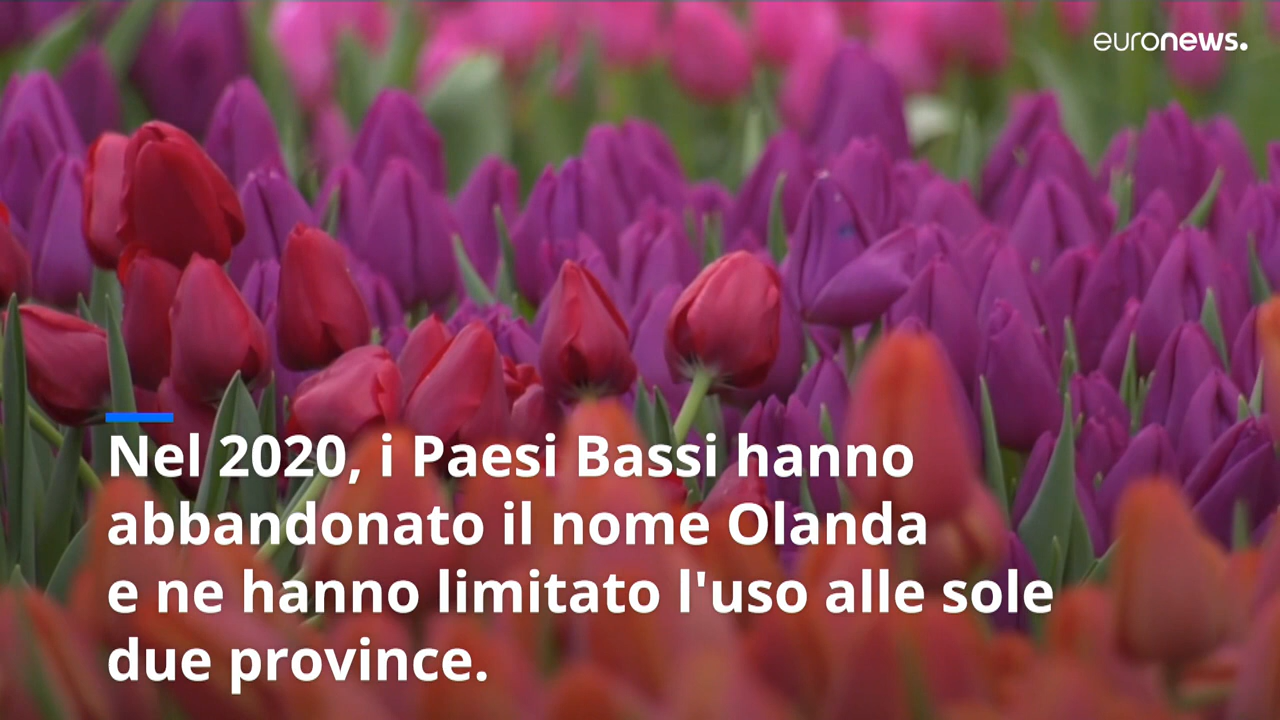 euronews.
Nel 2020, i Paesi Bassi hanno
abbandonato il nome Olanda
e ne hanno limitato l'uso alle sole
due province.